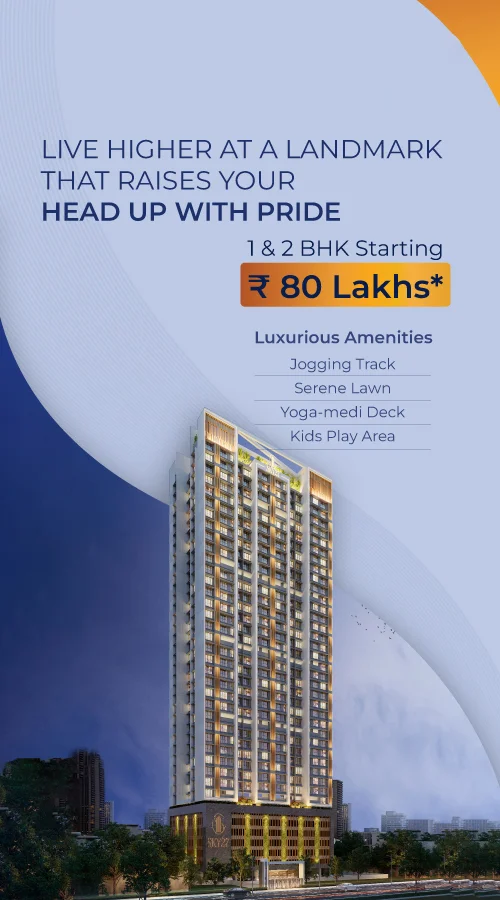 LIVE HIGHER AT A LANDMARK
THAT RAISES YOUR
HEAD UP WITH PRIDE
1 & 2 BHK Starting
₹ 80 Lakhs*
Luxurious Amenities
Jogging Track
Serene Lawn
Yoga-medi Deck
Kids Play Area
SKY27